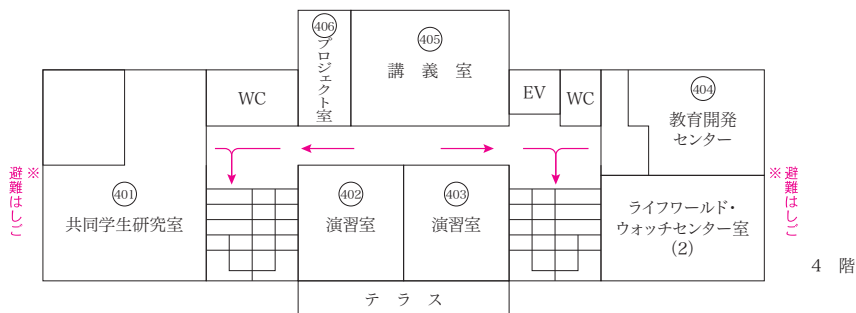 406
プロジェクト室
405
講義室
WC
EV
WC
404
教育開発
センター
※
避難はしご
401
共同学生研究室
402
演習室
403
演習室
ライフワールド・
ウォッチセンター室
(2)
※
避難はしご
テラス
4 階